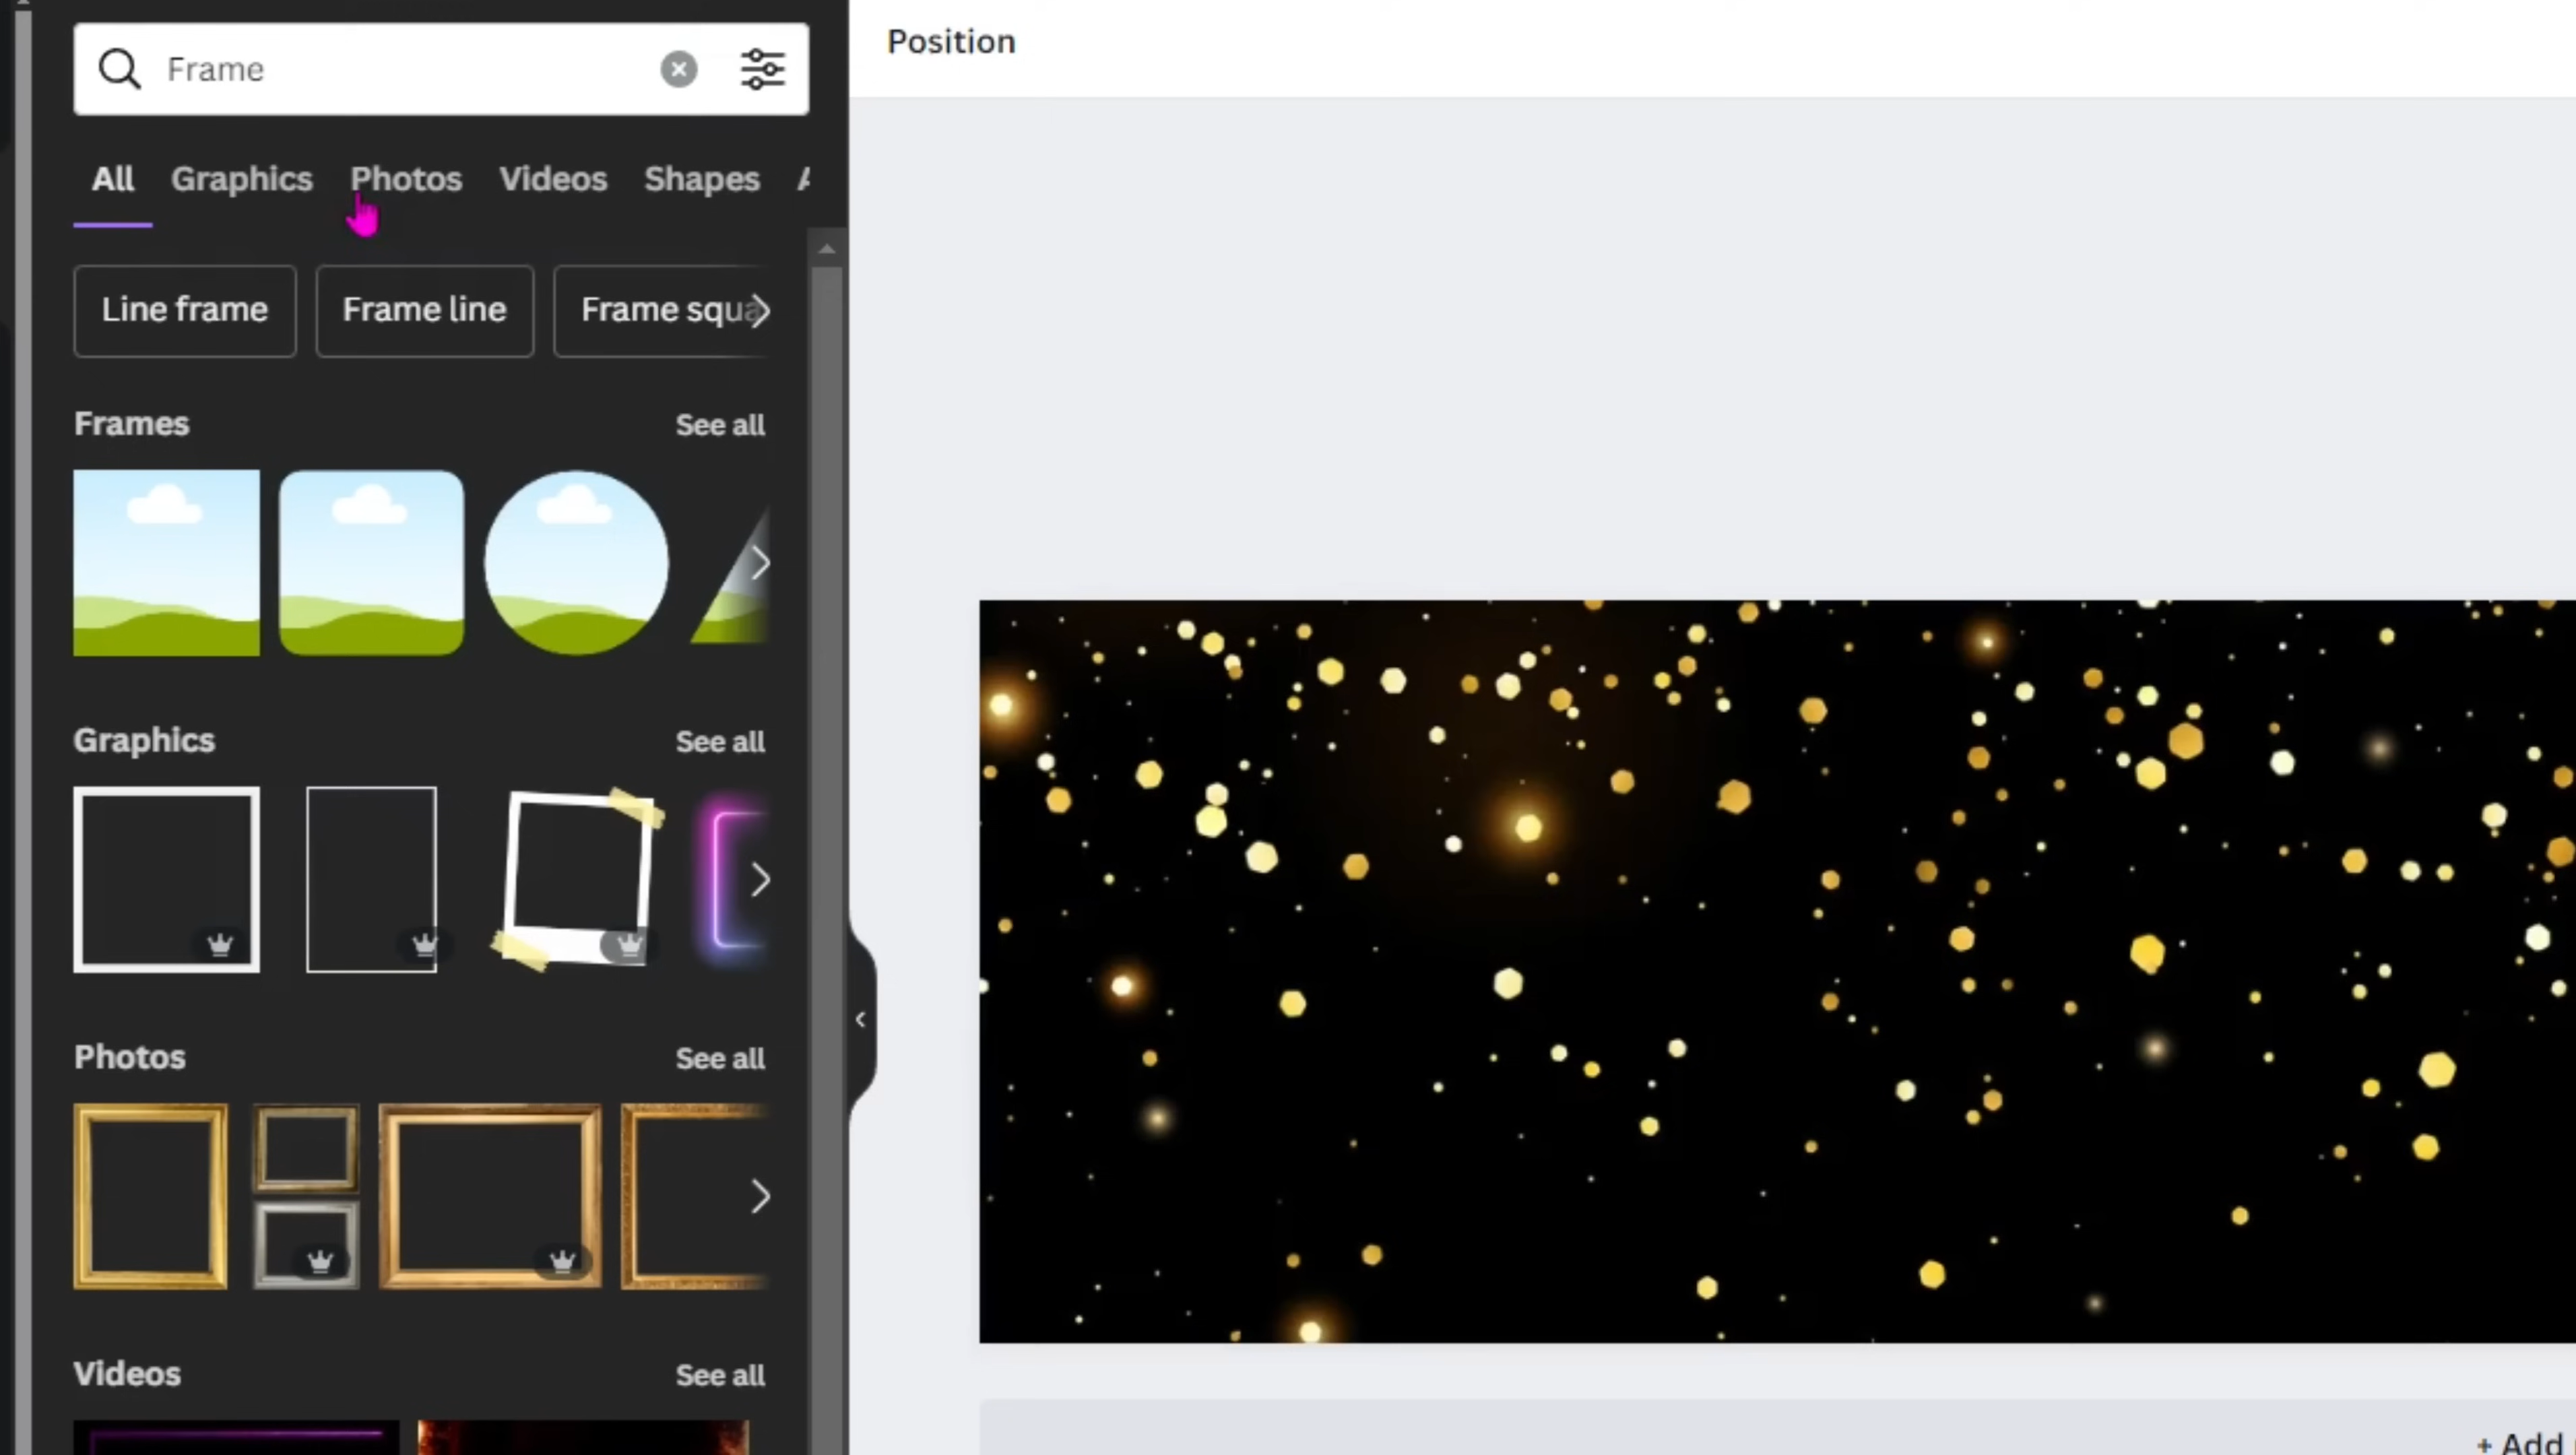 Frame
Position
All Graphics Photos Videos Shapes
Line frame Frame line Frame squa
Frames See all
Graphics See all
Photos See all
Videos See all
+ Add